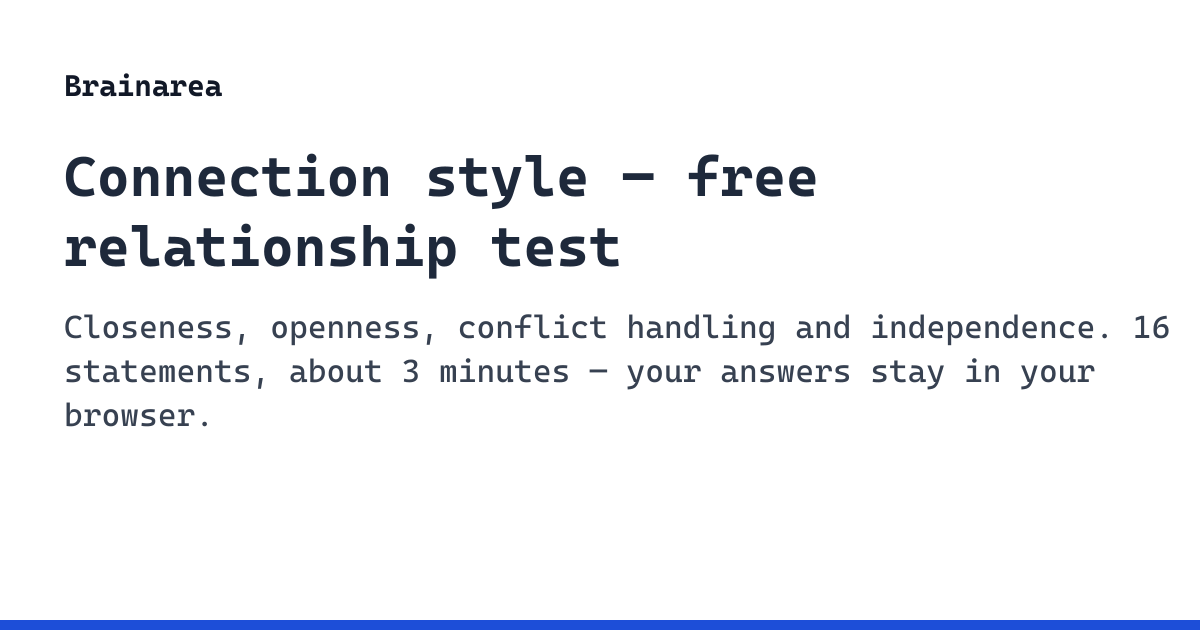 Brainarea
Connection style – free
relationship test
Closeness, openness, conflict handling and independence. 16
statements, about 3 minutes – your answers stay in your
browser.